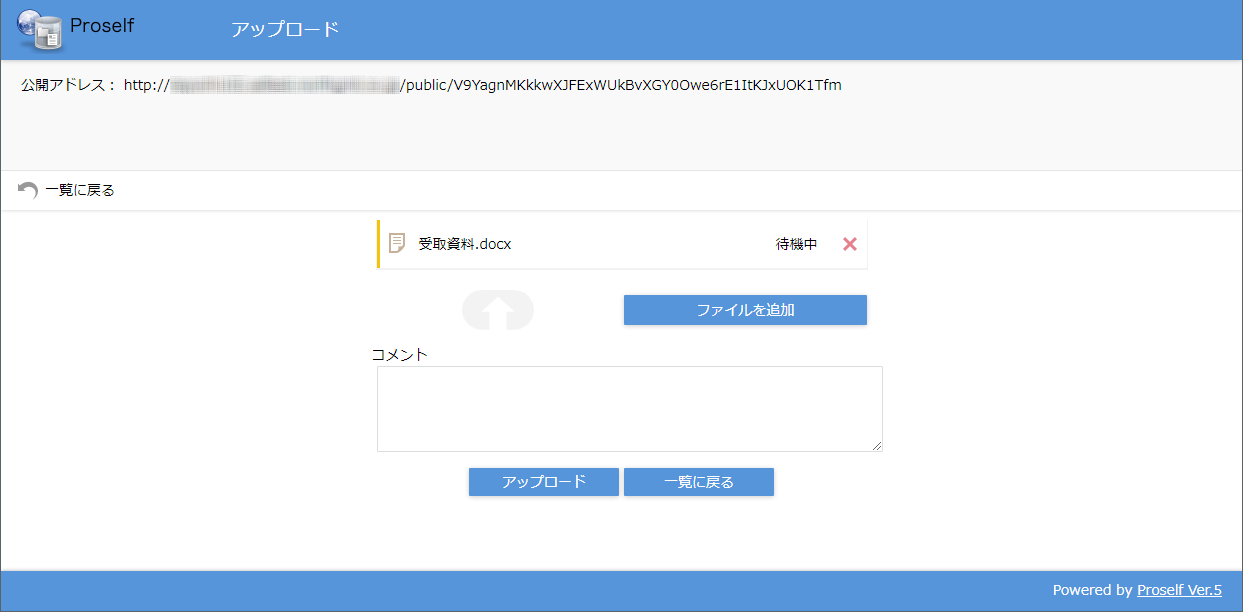 Proself
アップロード
公開アドレス： http:// /public/V9YagnMKkkwXJFExWUkBvXGY0Owe6rE1ItKJxUOK1Tfm
一覧に戻る
受取資料.docx 待機中
ファイルを追加
コメント
アップロード 一覧に戻る
Powered by Proself Ver.5